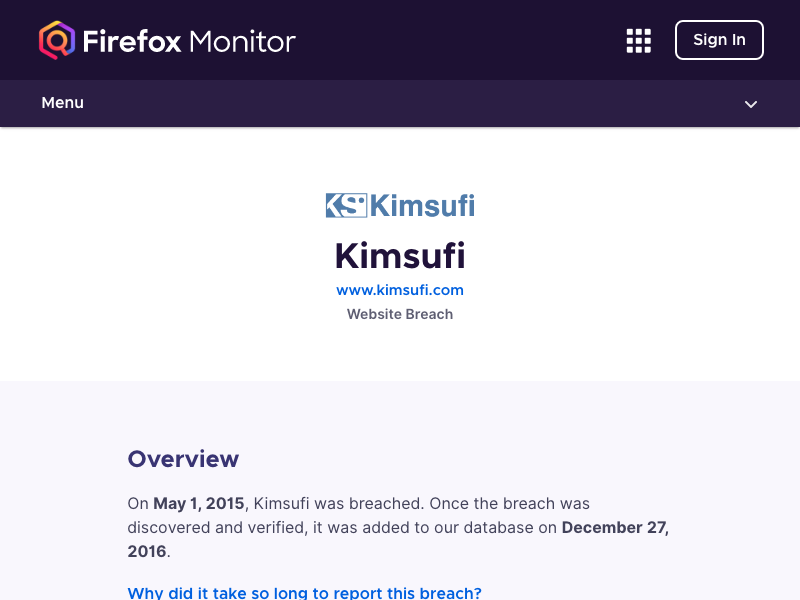 Firefox Monitor
Sign In
Menu
KS Kimsufi
Kimsufi
www.kimsufi.com
Website Breach
Overview
On May 1, 2015, Kimsufi was breached. Once the breach was
discovered and verified, it was added to our database on December 27,
2016.
Why did it take so long to report this breach?